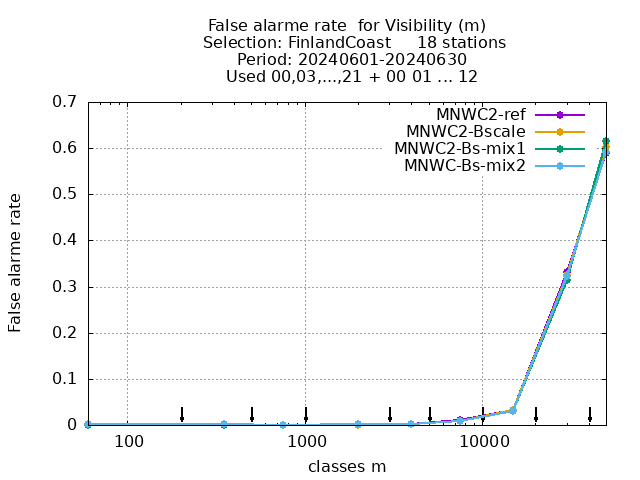 False alarme rate  for Visibility (m)
Selection: FinlandCoast     18 stations
Period: 20240601-20240630
Used 00,03,...,21 + 00 01 ... 12
0.7
0.6
0.5
0.4
0.3
0.2
0.1
0
False alarme rate
MNWC2-ref
MNWC2-Bscale
MNWC2-Bs-mix1
MNWC-Bs-mix2
100 1000 10000
classes m